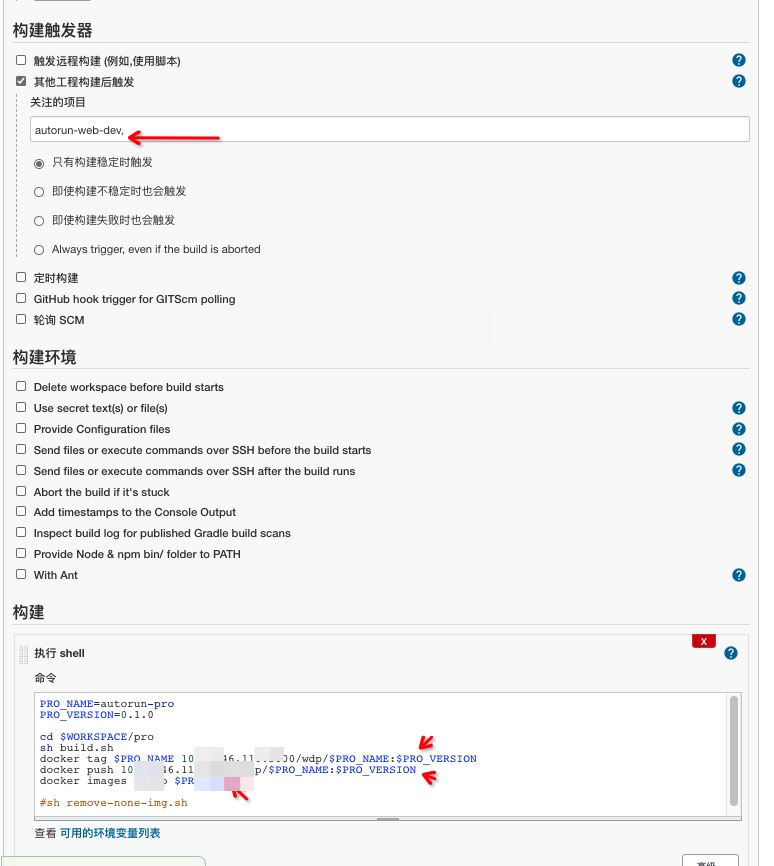 构建触发器
触发远程构建 (例如,使用脚本)
其他工程构建后触发
关注的项目
autorun-web-dev,
只有构建稳定时触发
即使构建不稳定时也会触发
即使构建失败时也会触发
Always trigger, even if the build is aborted
定时构建
GitHub hook trigger for GITScm polling
轮询 SCM
构建环境
Delete workspace before build starts
Use secret text(s) or file(s)
Provide Configuration files
Send files or execute commands over SSH before the build starts
Send files or execute commands over SSH after the build runs
Abort the build if it's stuck
Add timestamps to the Console Output
Inspect build log for published Gradle build scans
Provide Node & npm bin/ folder to PATH
With Ant
构建
X
执行 shell
命令
PRO_NAME=autorun-pro
PRO_VERSION=0.1.0
cd $WORKSPACE/pro
sh build.sh
docker tag $PRO_NAME 10 46.11 00/wdp/$PRO_NAME:$PRO_VERSION
docker push 10 46.11 p/$PRO_NAME:$PRO_VERSION
docker images $PR
#sh remove-none-img.sh
查看 可用的环境变量列表
高级